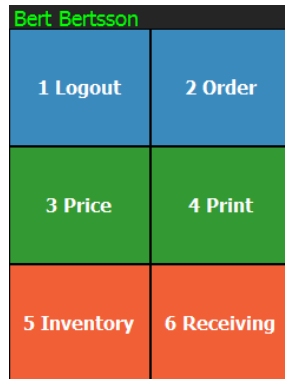 Bert Bertsson
1 Logout
2 Order
3 Price
4 Print
5 Inventory
6 Receiving